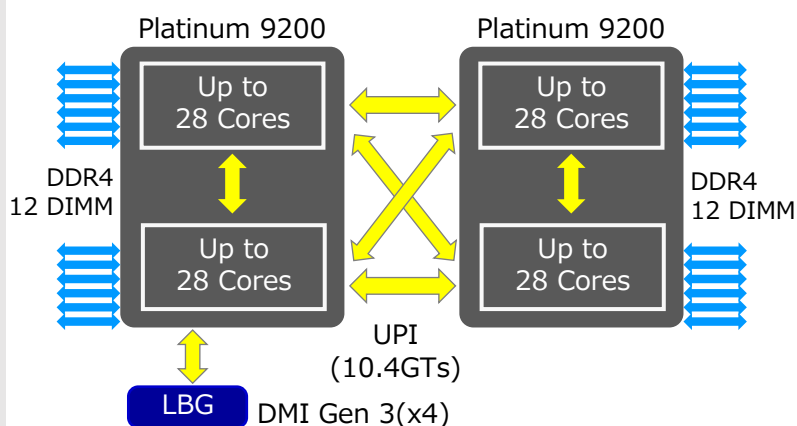 Platinum 9200
Platinum 9200
Up to
28 Cores
Up to
28 Cores
DDR4
12 DIMM
DDR4
12 DIMM
Up to
28 Cores
Up to
28 Cores
UPI
(10.4GTs)
LBG
DMI Gen 3(x4)